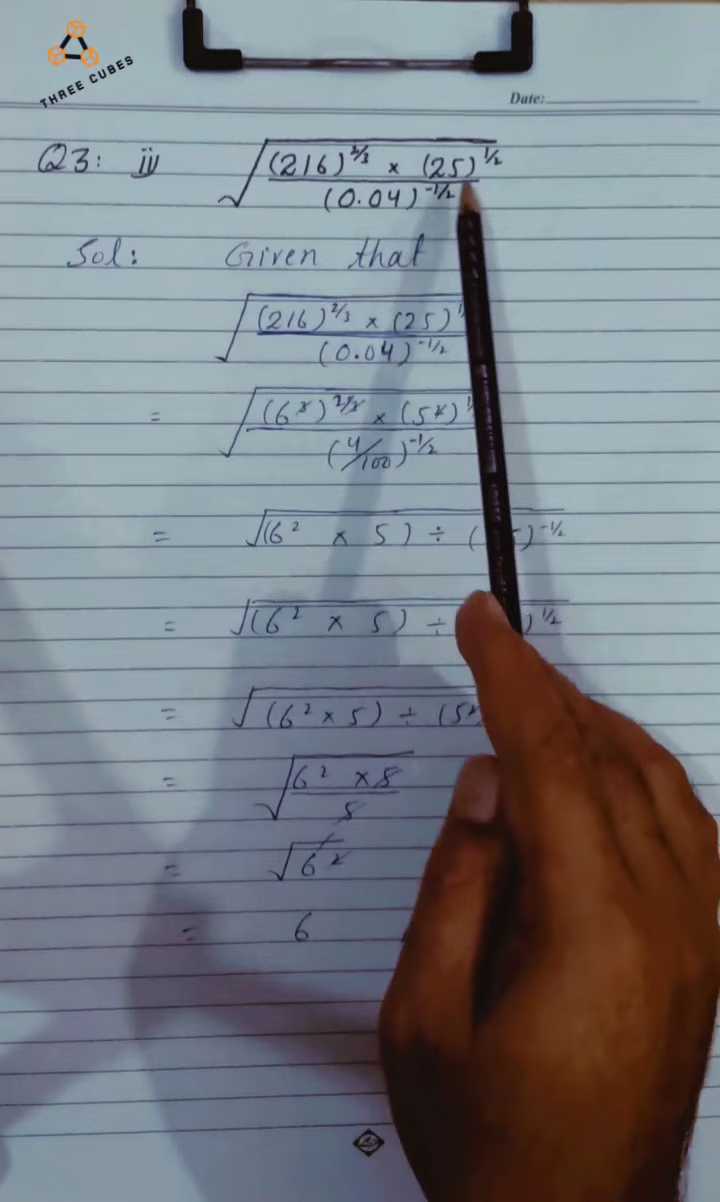 THREE CUBES
Date:
Q3: iv √((216)^2/3 × (25)^1/2 / (0.04)^-1/2)
Sol: Given that
√((216)^2/3 × (25) / (0.04)^-1/2)
= √((6^3)^2/3 × (5^2) / (4/100)^-1/2)
= √(6^2 × 5) ÷ ( )^-1/2
= √(6^2 × 5) ÷ )^1/2
= √(6^2 × 5) ÷ (5
= √(6^2 × 5 / 5)
= √6^2
= 6